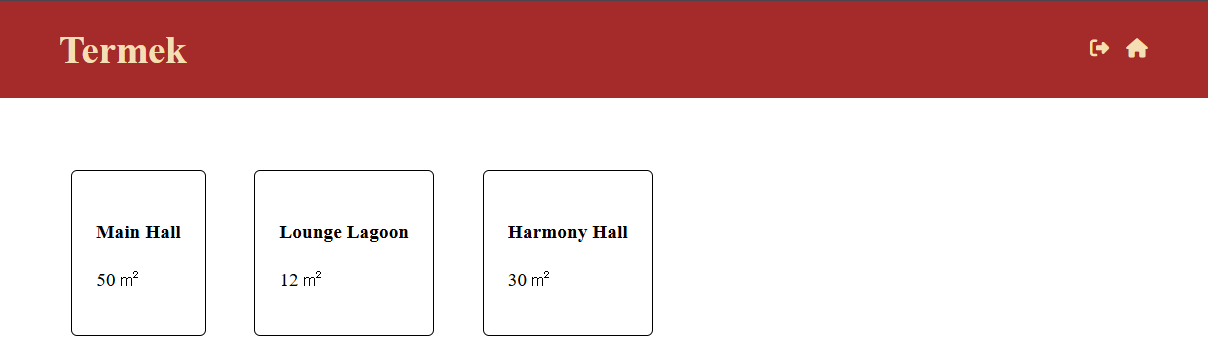 Termek
Main Hall
50 m²
Lounge Lagoon
12 m²
Harmony Hall
30 m²